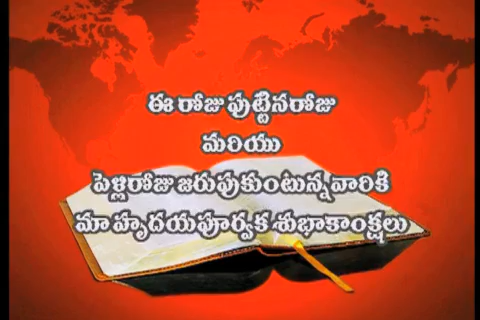 ఈ రోజు పుట్టినరోజు
మరియు
పెళ్లిరోజు జరుపుకుంటున్నవారికి
మా హృదయపూర్వక శుభాకాంక్షలు